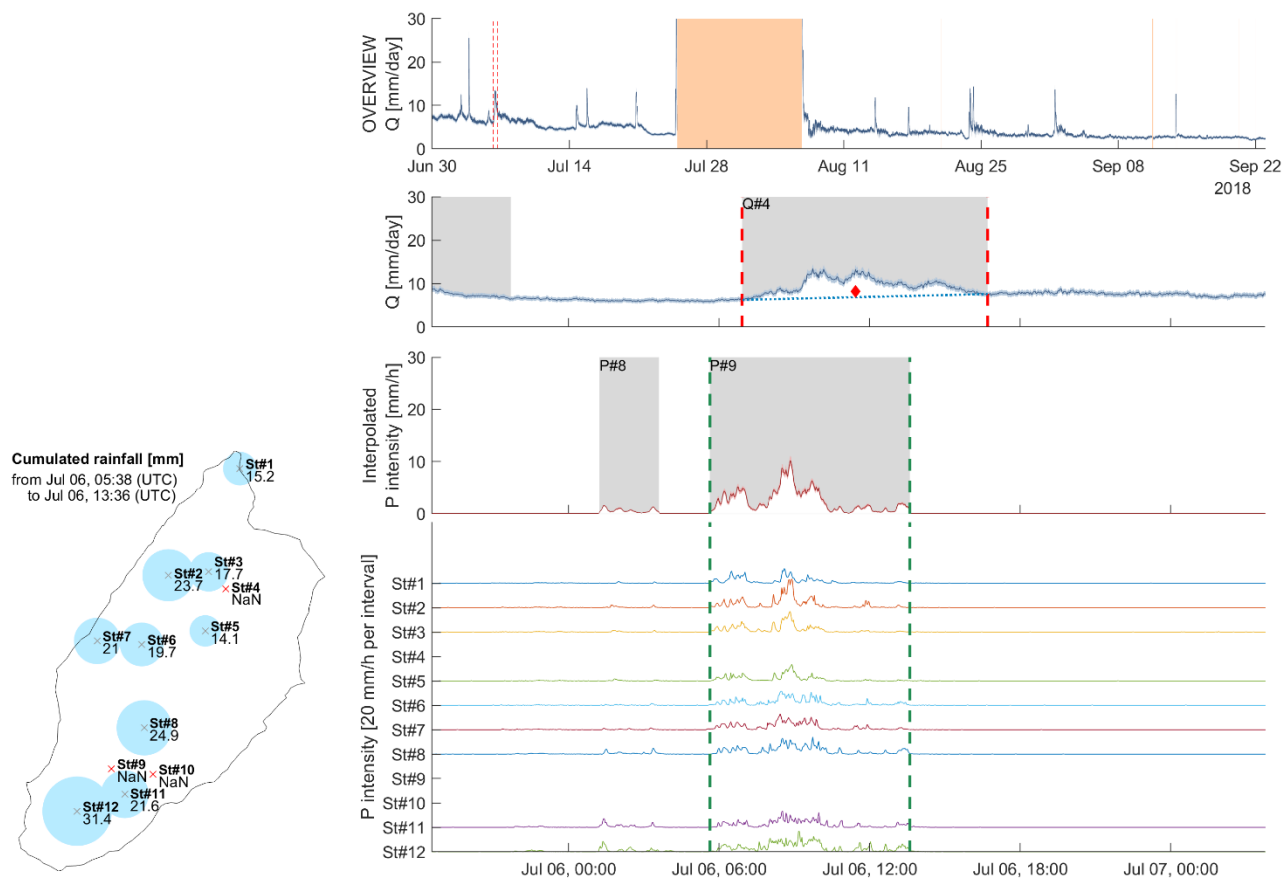 OVERVIEW
Q [mm/day]
30
20
10
0
Jun 30
Jul 14
Jul 28
Aug 11
Aug 25
Sep 08
Sep 22
2018
Q [mm/day]
30
20
10
0
Q#4
Interpolated
P intensity [mm/h]
30
20
10
0
P#8
P#9
Cumulated rainfall [mm]
from Jul 06, 05:38 (UTC)
to Jul 06, 13:36 (UTC)
St#1
15.2
St#2
23.7
St#3
17.7
St#4
NaN
St#5
14.1
St#6
19.7
St#7
21
St#8
24.9
St#9
NaN
St#10
NaN
St#11
21.6
St#12
31.4
P intensity [20 mm/h per interval]
St#1
St#2
St#3
St#4
St#5
St#6
St#7
St#8
St#9
St#10
St#11
St#12
Jul 06, 00:00
Jul 06, 06:00
Jul 06, 12:00
Jul 06, 18:00
Jul 07, 00:00